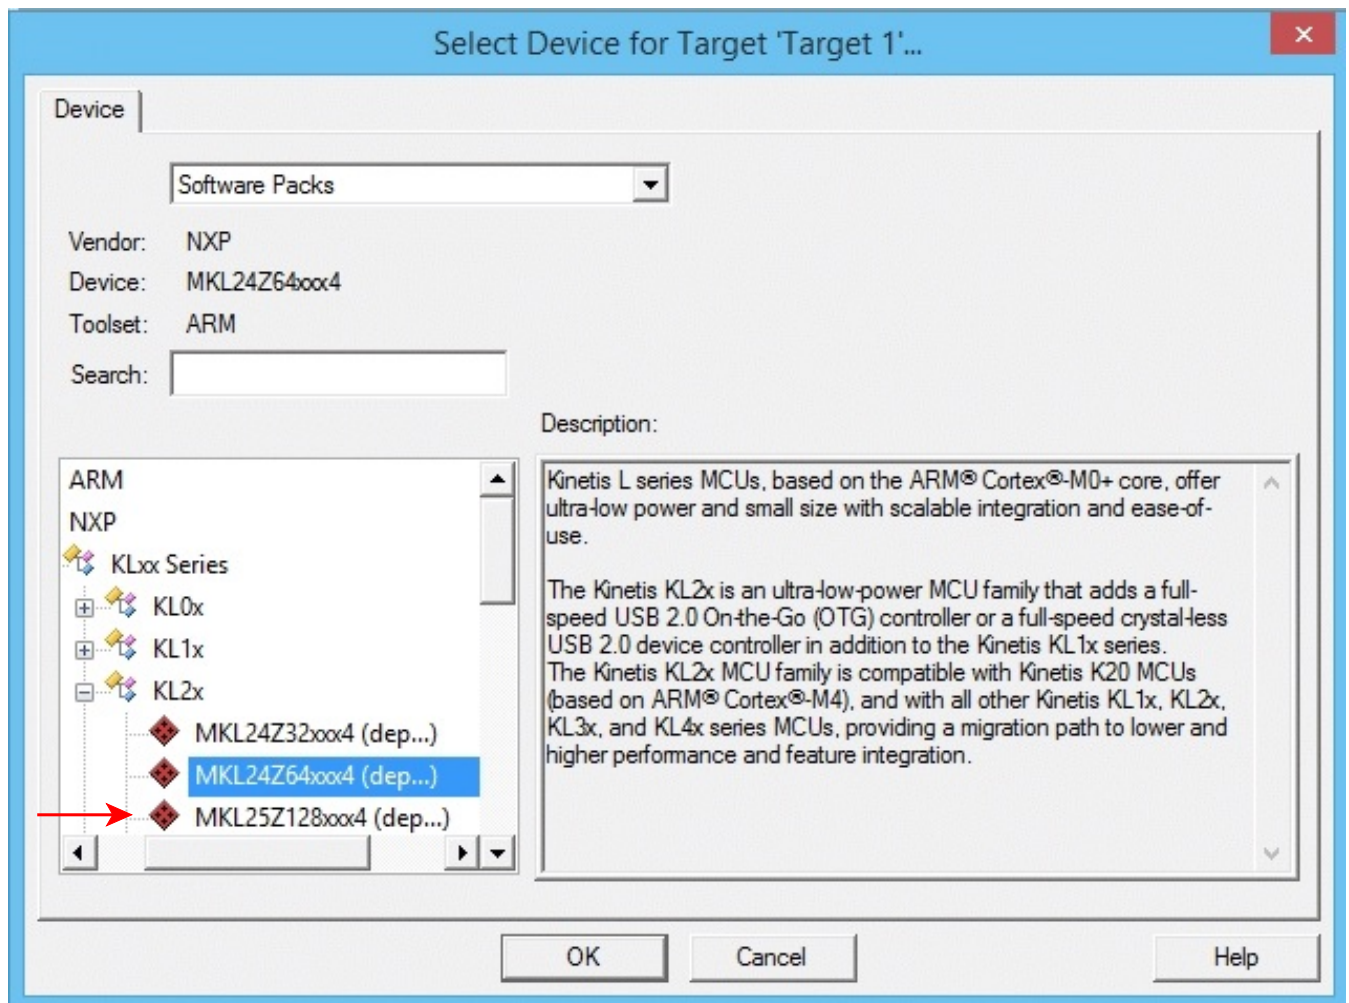 Select Device for Target 'Target 1'...
Device
Software Packs
Vendor: NXP
Device: MKL24Z64xxx4
Toolset: ARM
Search:
Description:
ARM
NXP
KLxx Series
KL0x
KL1x
KL2x
MKL24Z32xxx4 (dep...)
MKL24Z64xxx4 (dep...)
MKL25Z128xxx4 (dep...)
Kinetis L series MCUs, based on the ARM® Cortex®-M0+ core, offer
ultra-low power and small size with scalable integration and ease-of-
use.
The Kinetis KL2x is an ultra-low-power MCU family that adds a full-
speed USB 2.0 On-the-Go (OTG) controller or a full-speed crystal-less
USB 2.0 device controller in addition to the Kinetis KL1x series.
The Kinetis KL2x MCU family is compatible with Kinetis K20 MCUs
(based on ARM® Cortex®-M4), and with all other Kinetis KL1x, KL2x,
KL3x, and KL4x series MCUs, providing a migration path to lower and
higher performance and feature integration.
OK
Cancel
Help